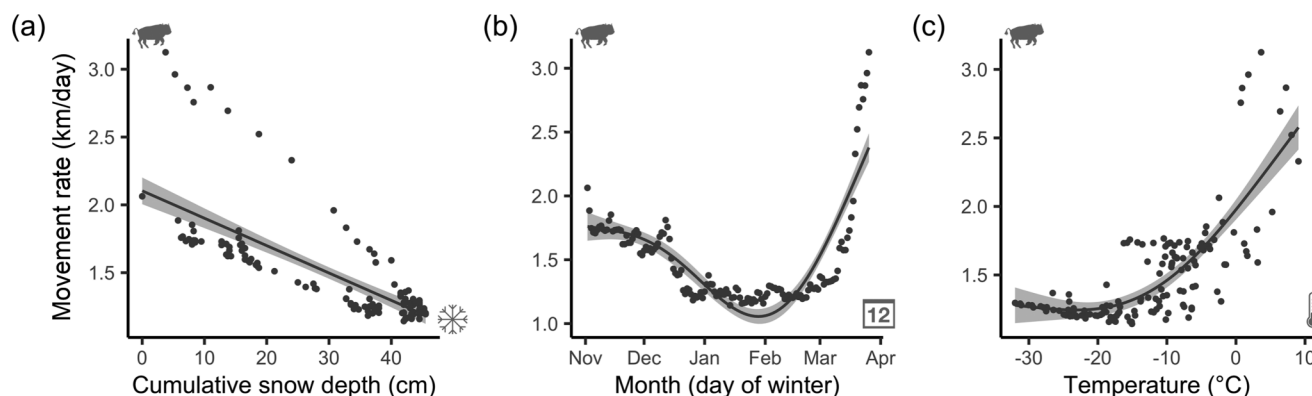 (a)
(b)
(c)
Movement rate (km/day)
3.0
2.5
2.0
1.5
0
10
20
30
40
Cumulative snow depth (cm)
3.0
2.5
2.0
1.5
1.0
12
Nov
Dec
Jan
Feb
Mar
Apr
Month (day of winter)
3.0
2.5
2.0
1.5
-30
-20
-10
0
10
Temperature (°C)